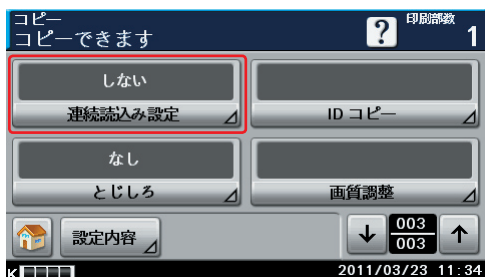 コピー
コピーできます
? 印刷部数 1
しない
連続読込み設定
IDコピー
なし
とじしろ
画質調整
設定内容
↓ 003 ↑
003
K
2011/03/23 11:34